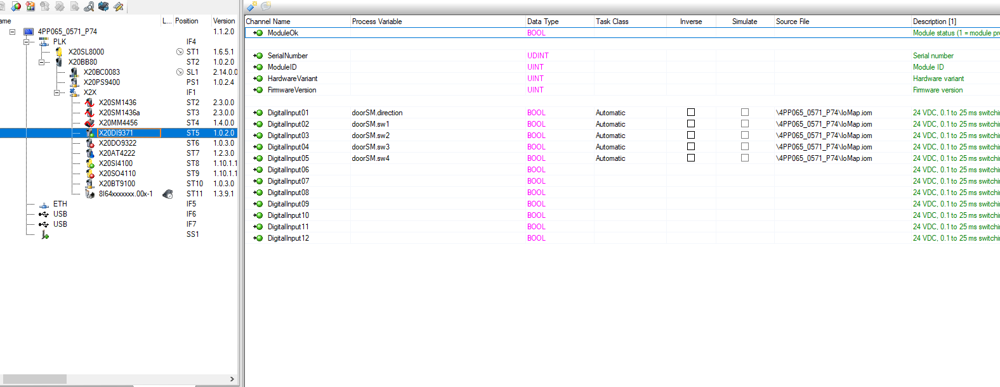 ame L... Position Version
4PP065_0571_P74 1.1.2.0
PLK IF4
X20SL8000 ST1 1.6.5.1
X20BB80 ST2 1.0.2.0
X20BC0083 SL1 2.14.0.0
X20PS9400 PS1 1.0.2.4
X2X IF1
X20SM1436 ST2 2.3.0.0
X20SM1436a ST3 2.3.0.0
X20MM4456 ST4 1.4.0.0
X20DI9371 ST5 1.0.2.0
X20DO9322 ST6 1.0.3.0
X20AT4222 ST7 1.2.3.0
X20SI4100 ST8 1.10.1.1
X20SO4110 ST9 1.10.1.1
X20BT9100 ST10 1.0.3.0
8I64xxxxxxx.00x-1 ST11 1.3.9.1
ETH IF5
USB IF6
USB IF7
SS1
Channel Name Process Variable Data Type Task Class Inverse Simulate Source File Description [1]
ModuleOk BOOL Module status (1 = module pre
SerialNumber UDINT Serial number
ModuleID UINT Module ID
HardwareVariant UINT Hardware variant
FirmwareVersion UINT Firmware version
DigitalInput01 doorSM.direction BOOL Automatic \4PP065_0571_P74\IoMap.iom 24 VDC, 0.1 to 25 ms switchin
DigitalInput02 doorSM.sw1 BOOL Automatic \4PP065_0571_P74\IoMap.iom 24 VDC, 0.1 to 25 ms switchin
DigitalInput03 doorSM.sw2 BOOL Automatic \4PP065_0571_P74\IoMap.iom 24 VDC, 0.1 to 25 ms switchin
DigitalInput04 doorSM.sw3 BOOL Automatic \4PP065_0571_P74\IoMap.iom 24 VDC, 0.1 to 25 ms switchin
DigitalInput05 doorSM.sw4 BOOL Automatic \4PP065_0571_P74\IoMap.iom 24 VDC, 0.1 to 25 ms switchin
DigitalInput06 BOOL 24 VDC, 0.1 to 25 ms switchin
DigitalInput07 BOOL 24 VDC, 0.1 to 25 ms switchin
DigitalInput08 BOOL 24 VDC, 0.1 to 25 ms switchin
DigitalInput09 BOOL 24 VDC, 0.1 to 25 ms switchin
DigitalInput10 BOOL 24 VDC, 0.1 to 25 ms switchin
DigitalInput11 BOOL 24 VDC, 0.1 to 25 ms switchin
DigitalInput12 BOOL 24 VDC, 0.1 to 25 ms switchin